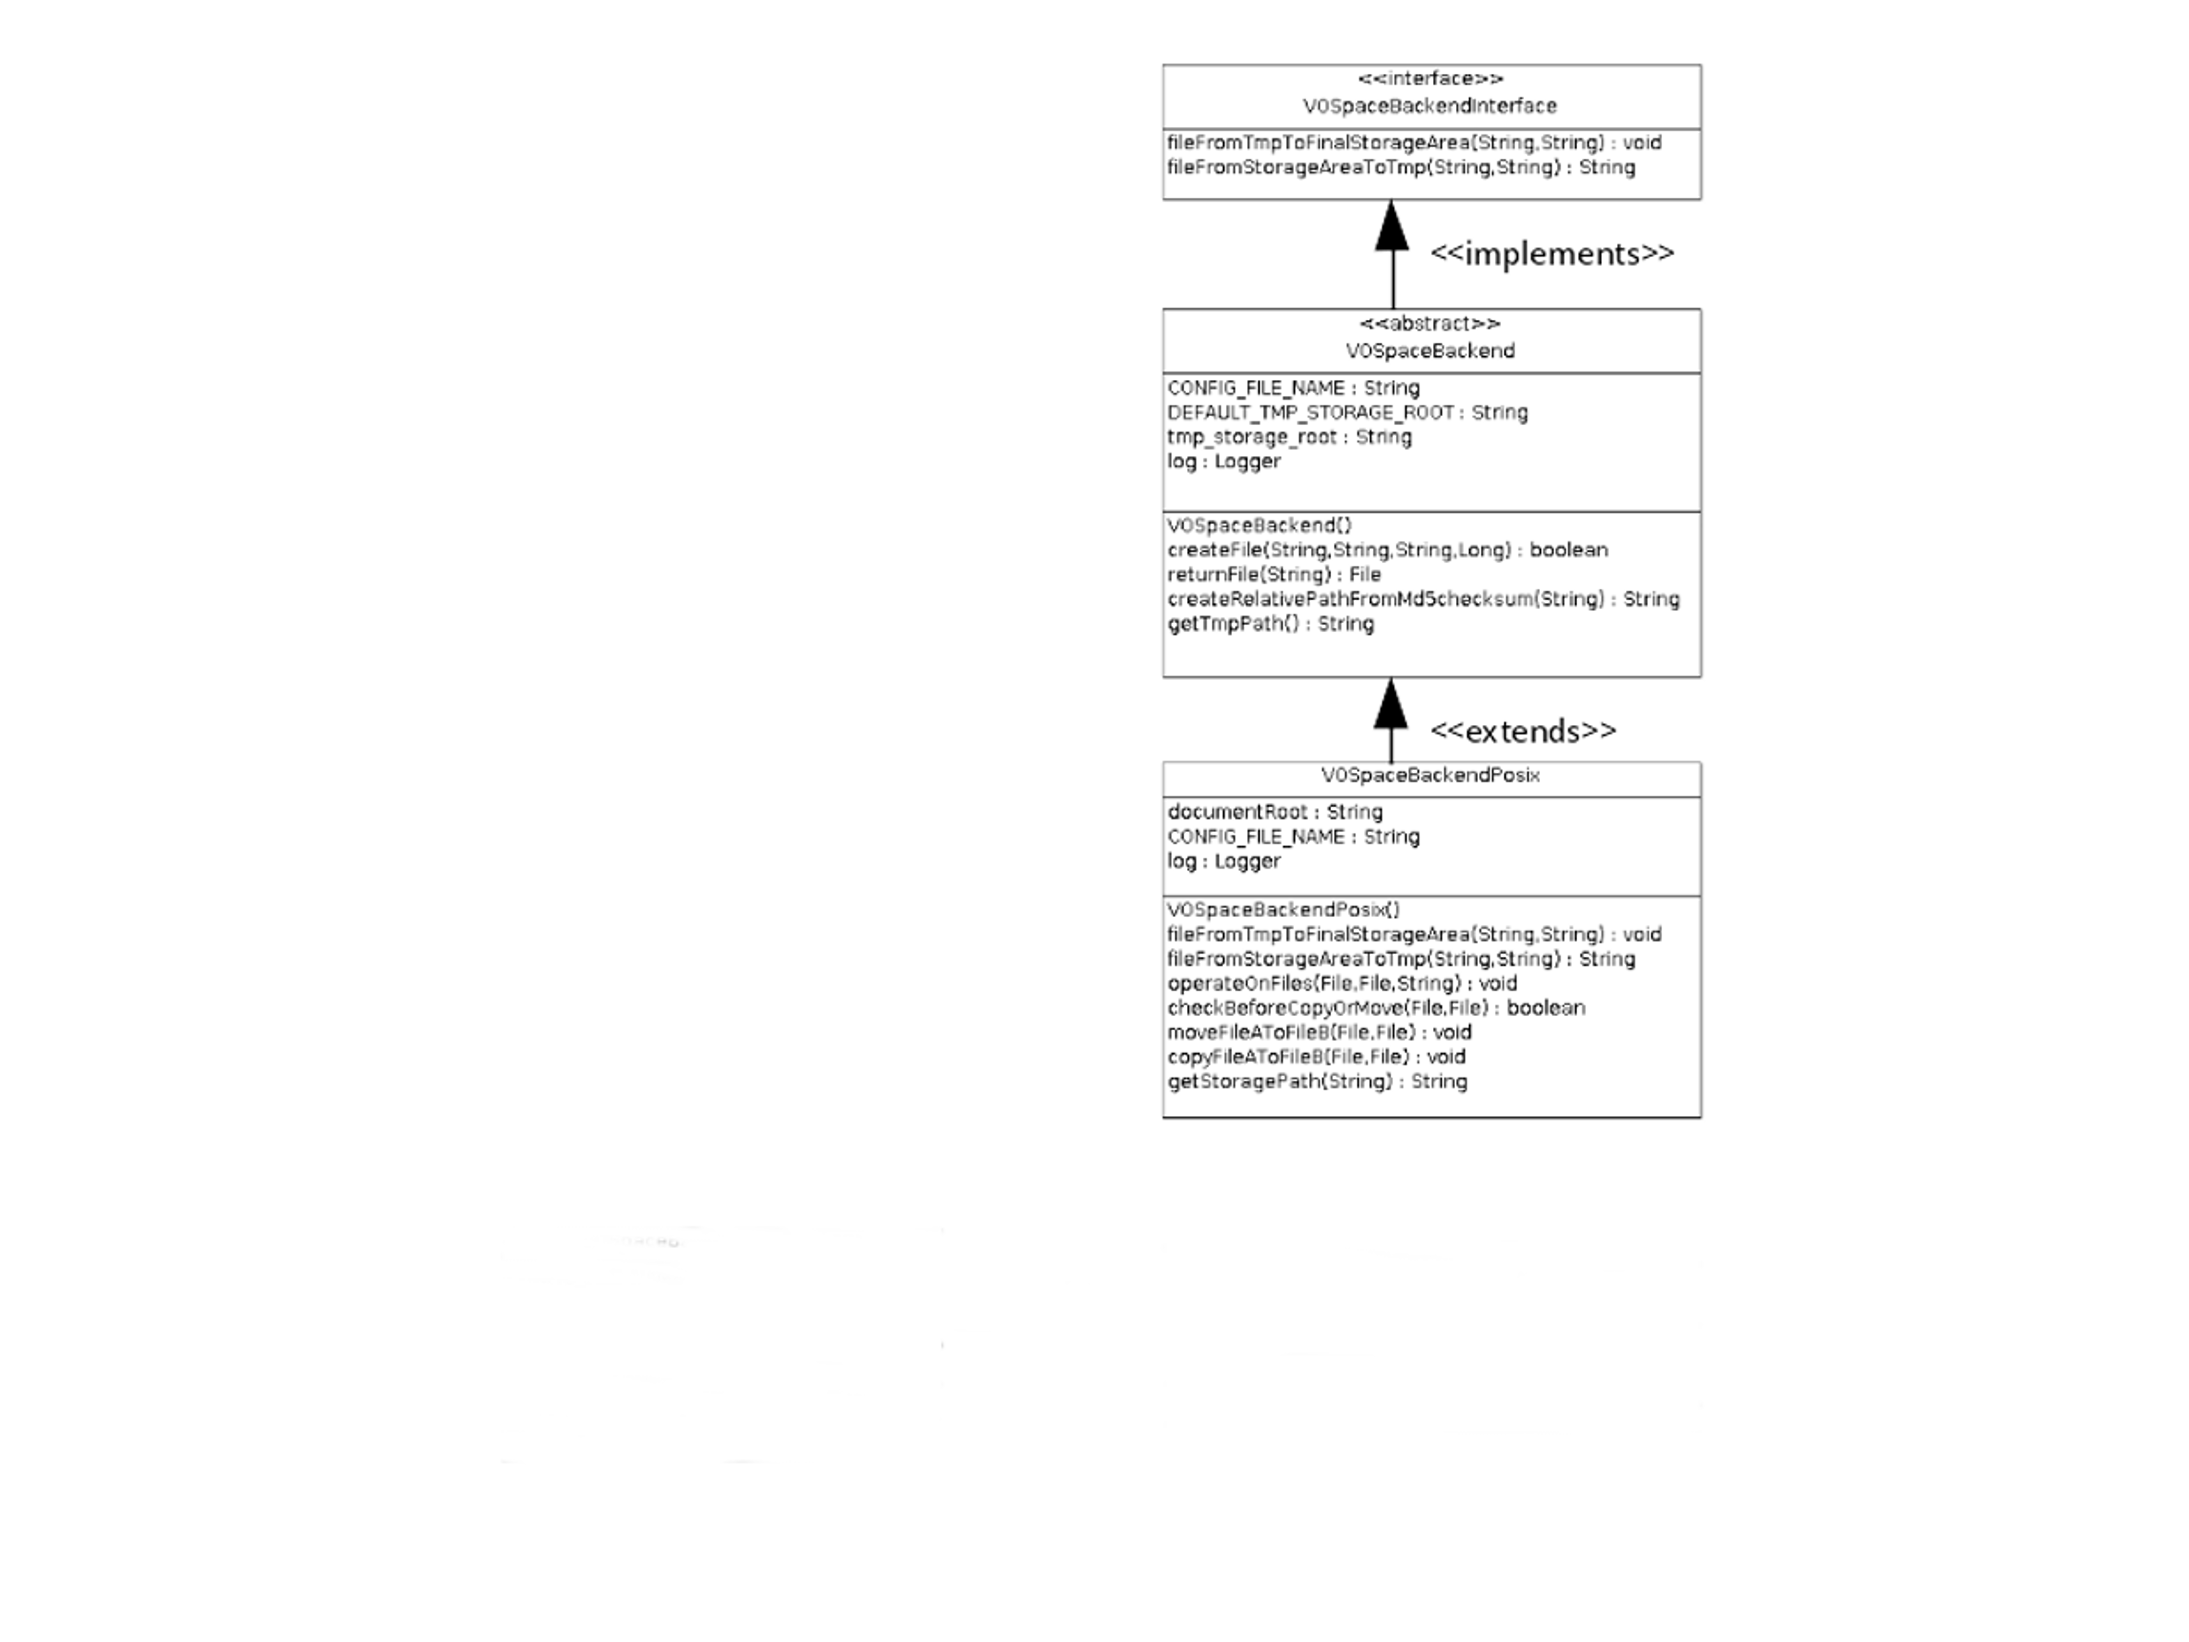 <<interface>>
VOSpaceBackendInterface
fileFromTmpToFinalStorageArea(String,String) : void
fileFromStorageAreaToTmp(String,String) : String
<<implements>>
<<abstract>>
VOSpaceBackend
CONFIG_FILE_NAME : String
DEFAULT_TMP_STORAGE_ROOT : String
tmp_storage_root : String
log : Logger
VOSpaceBackend()
createFile(String,String,String,Long) : boolean
returnFile(String) : File
createRelativePathFromMd5checksum(String) : String
getTmpPath() : String
<<extends>>
VOSpaceBackendPosix
documentRoot : String
CONFIG_FILE_NAME : String
log : Logger
VOSpaceBackendPosix()
fileFromTmpToFinalStorageArea(String,String) : void
fileFromStorageAreaToTmp(String,String) : String
operateOnFiles(File,File,String) : void
checkBeforeCopyOrMove(File,File) : boolean
moveFileAToFileB(File,File) : void
copyFileAToFileB(File,File) : void
getStoragePath(String) : String